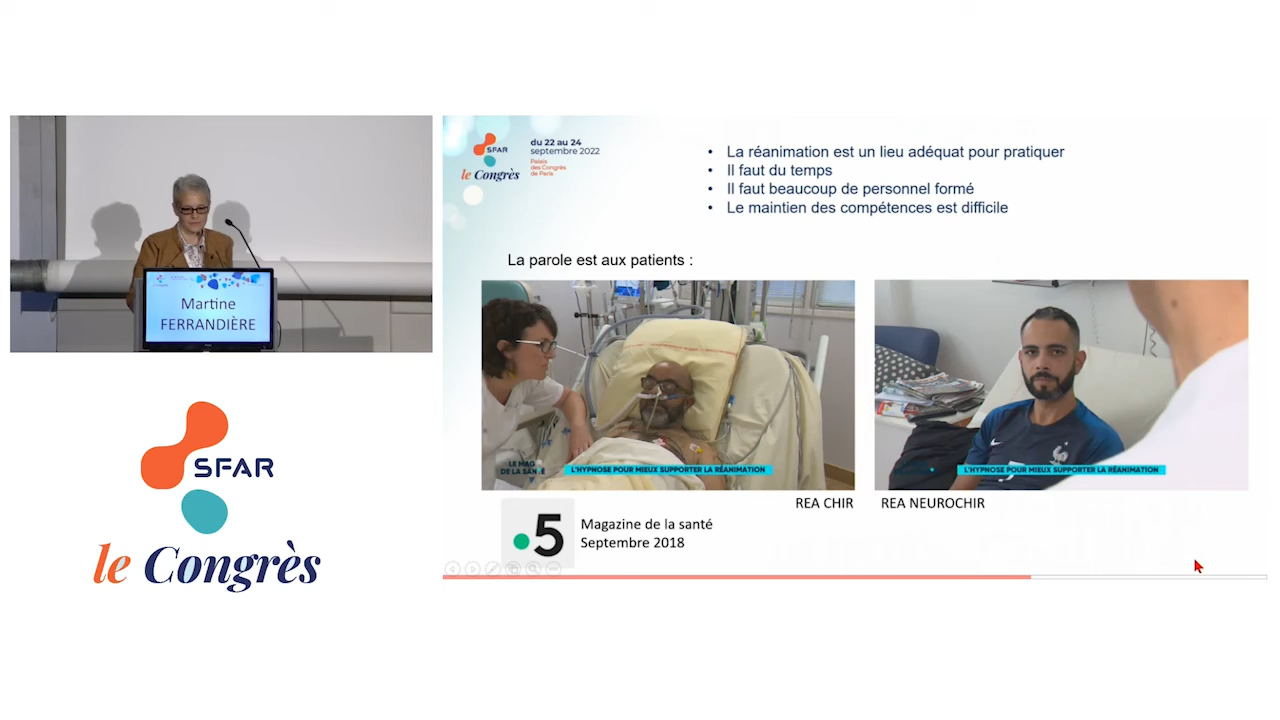 Martine
FERRANDIÈRE
SFAR
le Congrès
SFAR
le Congrès
du 22 au 24
septembre 2022
Palais
des Congrès
de Paris
• La réanimation est un lieu adéquat pour pratiquer
• Il faut du temps
• Il faut beaucoup de personnel formé
• Le maintien des compétences est difficile
La parole est aux patients :
LE MAG
DE LA SANTÉ
L'HYPNOSE POUR MIEUX SUPPORTER LA RÉANIMATION
L'HYPNOSE POUR MIEUX SUPPORTER LA RÉANIMATION
REA CHIR
REA NEUROCHIR
5
Magazine de la santé
Septembre 2018